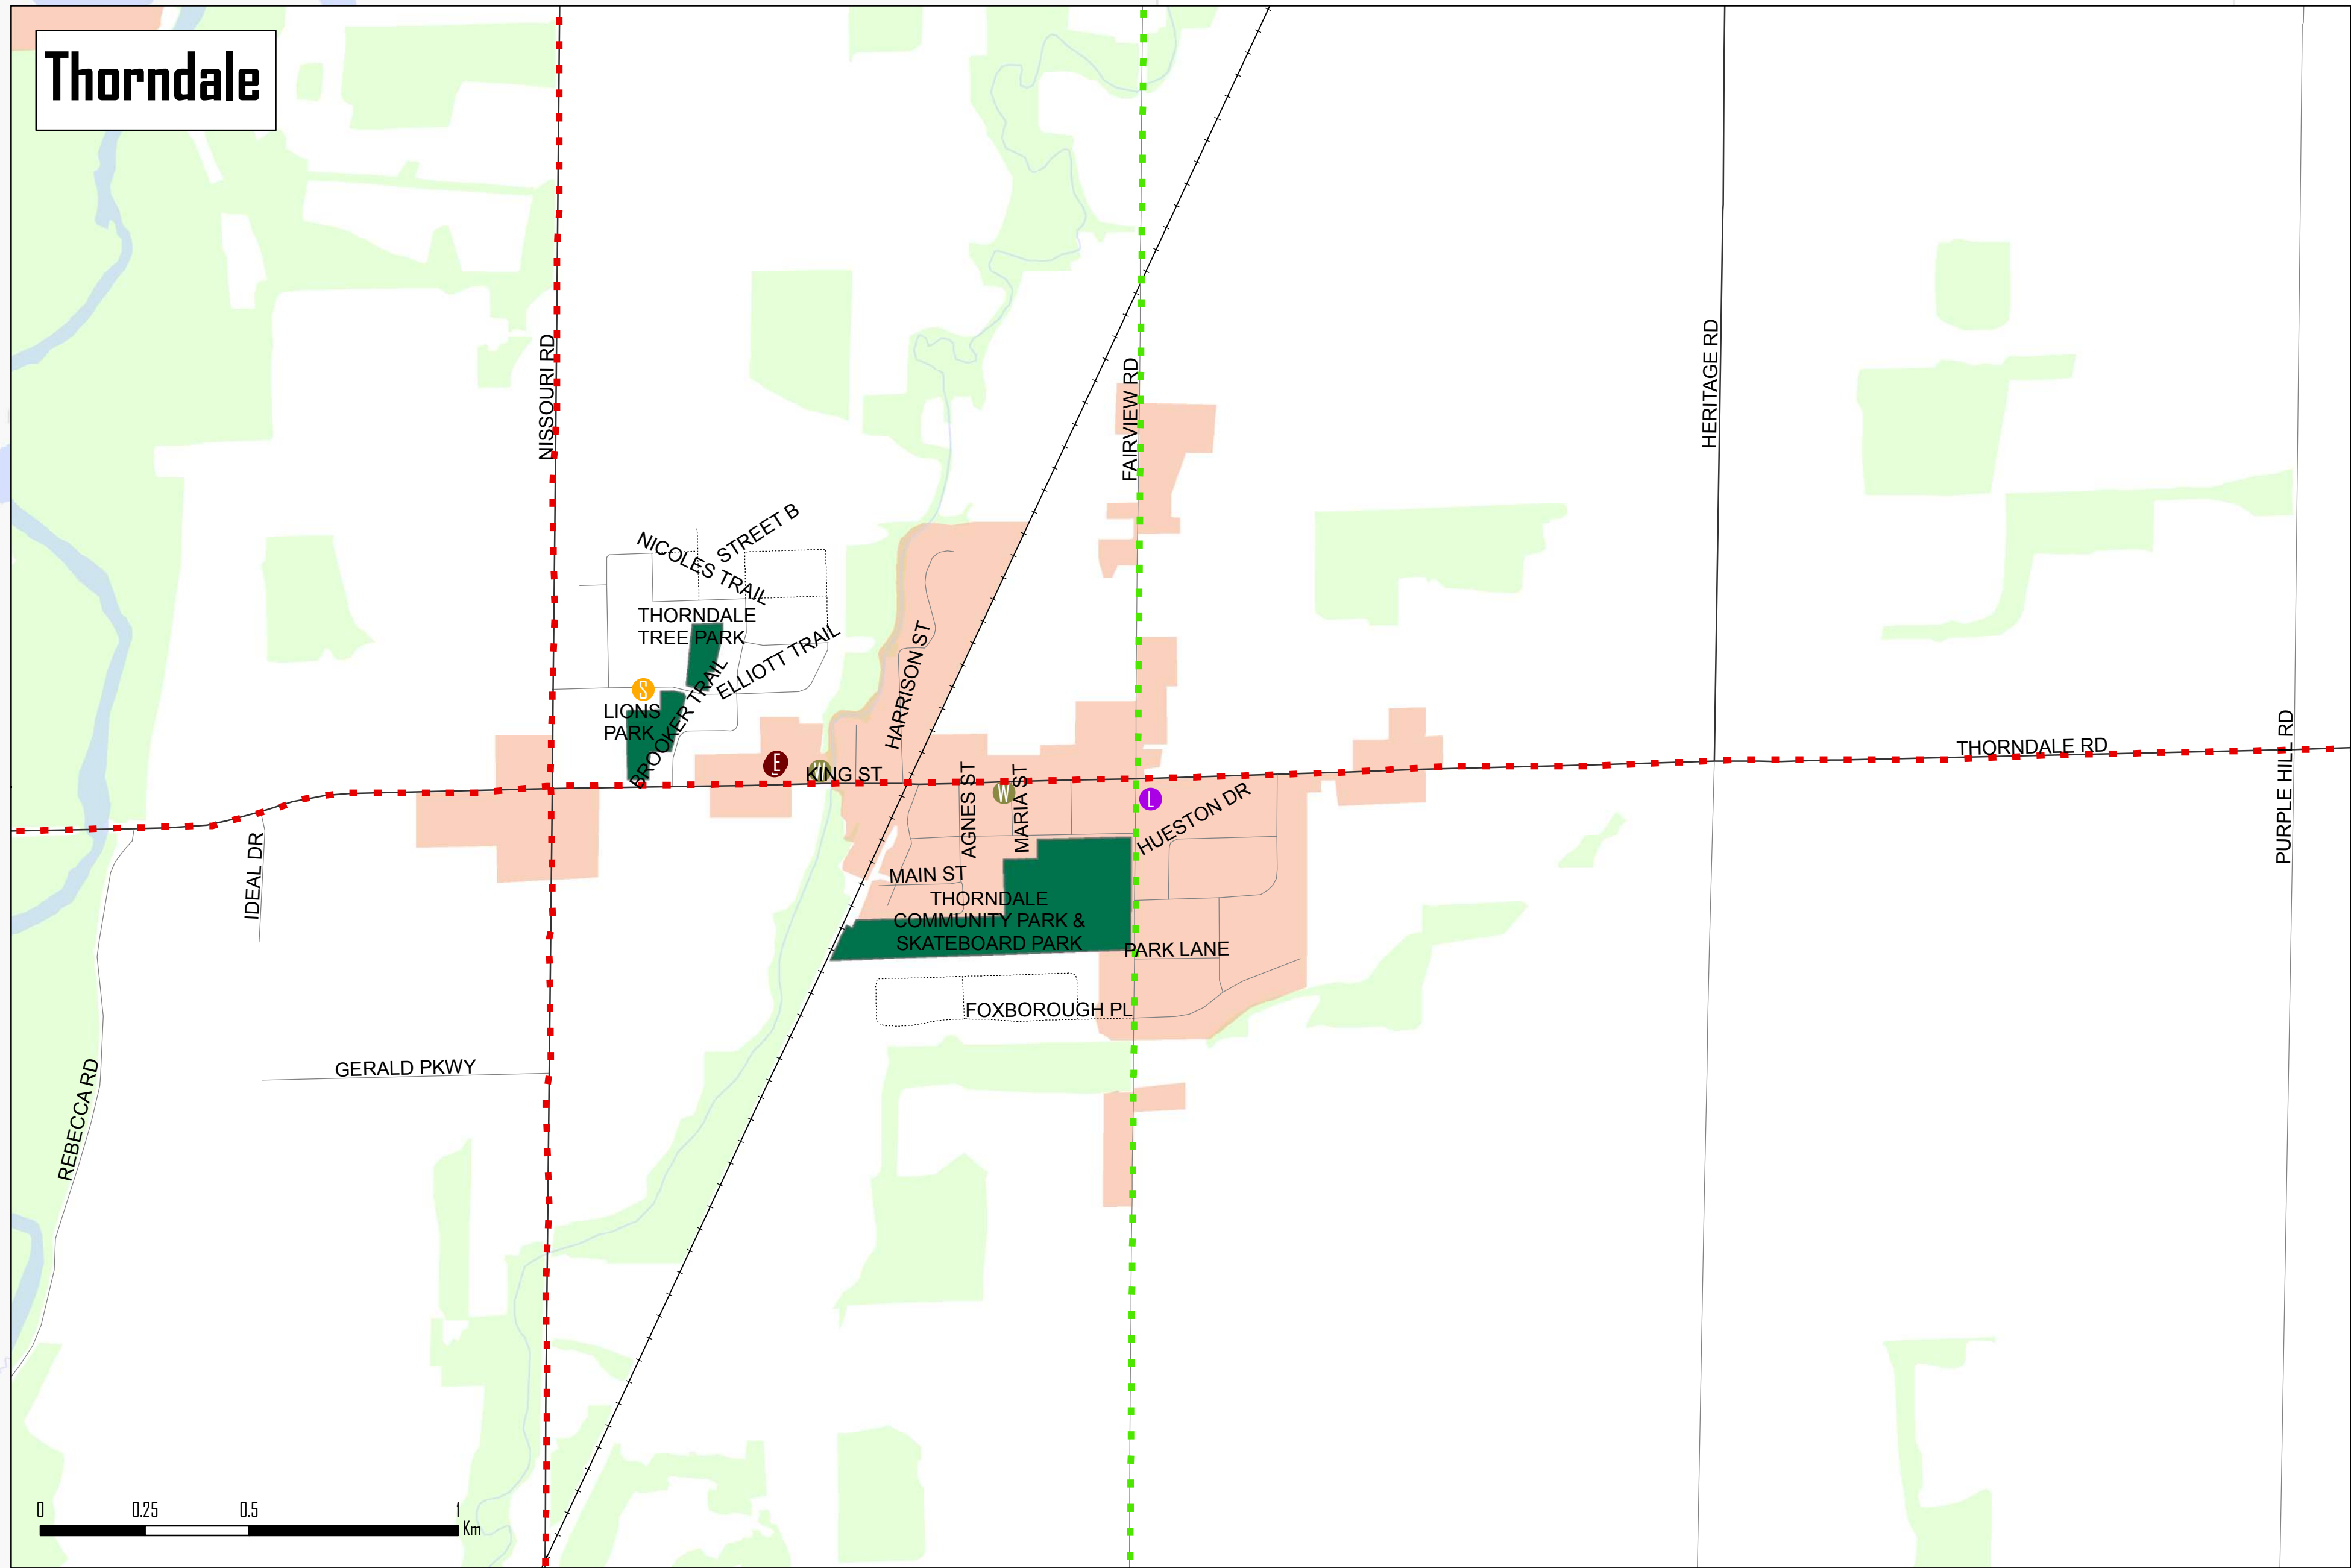 Thorndale
NISSOURI RD
FAIRVIEW RD
HERITAGE RD
STREET B
NICOLES TRAIL
THORNDALE
TREE PARK
ELLIOTT TRAIL
HARRISON ST
S
LIONS
PARK
BROOKER TRAIL
THORNDALE RD
PURPLE HILL RD
E
W
KING ST
AGNES ST
W
MARIA ST
L
HUESTON DR
IDEAL DR
MAIN ST
THORNDALE
COMMUNITY PARK &
SKATEBOARD PARK
PARK LANE
FOXBOROUGH PL
GERALD PKWY
REBECCA RD
0 0.25 0.5 1
Km